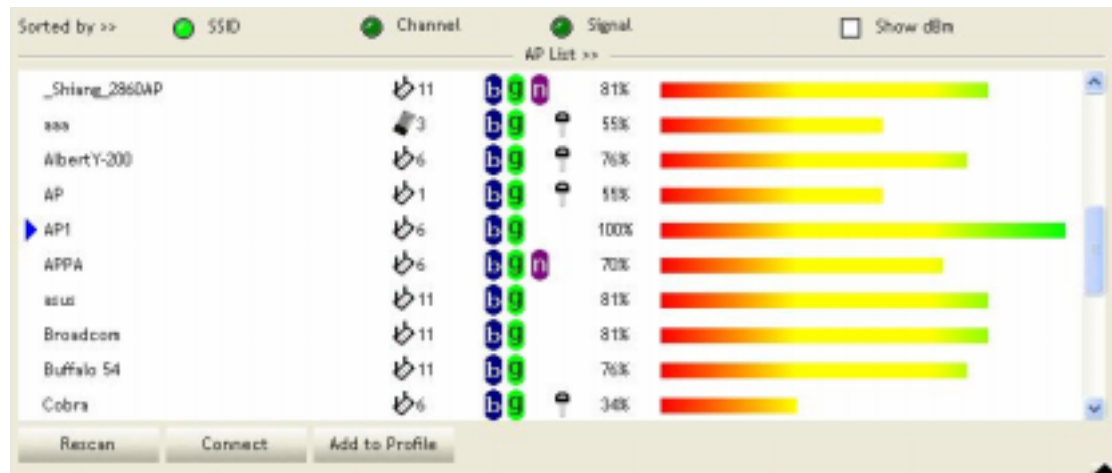 Sorted by >> SSID Channel Signal Show dBm
AP List >>
_Shiang_2860AP 11 b g n 81%
aaa 3 b g 55%
AlbertY-200 6 b g 76%
AP 1 b g 55%
AP1 6 b g 100%
APPA 6 b g n 70%
asus 11 b g 81%
Broadcom 11 b g 81%
Buffalo 54 11 b g 76%
Cobra 6 b g 34%
Rescan Connect Add to Profile